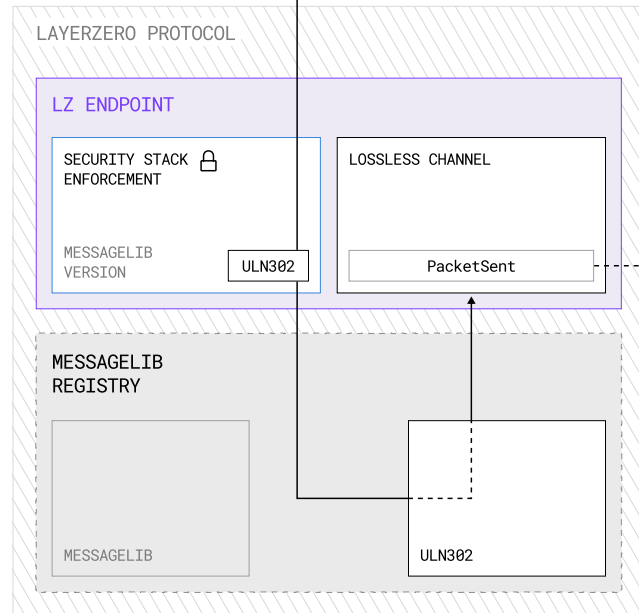 LAYERZERO PROTOCOL
LZ ENDPOINT
SECURITY STACK
ENFORCEMENT
MESSAGELIB
VERSION
ULN302
LOSSLESS CHANNEL
PacketSent
MESSAGELIB
REGISTRY
MESSAGELIB
ULN302